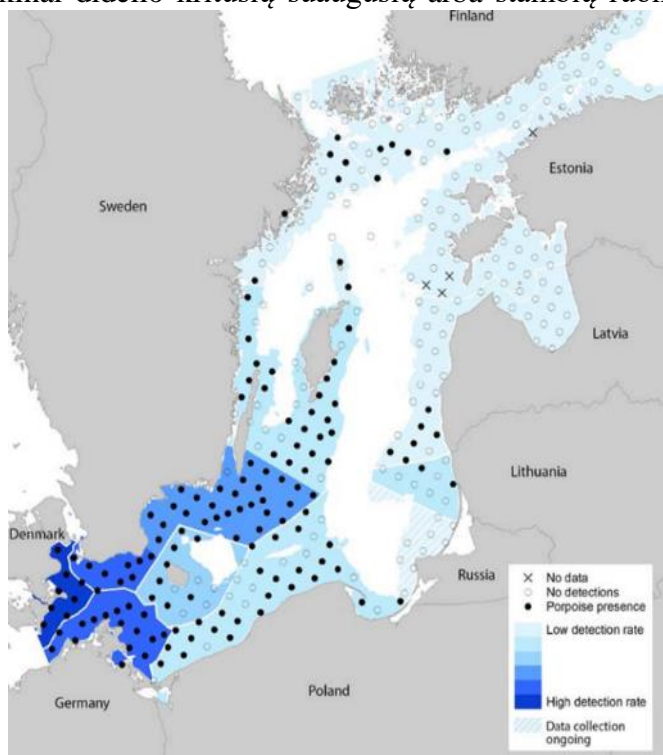 Finland
Estonia
Sweden
Latvia
Lithuania
Denmark
Russia
No data
No detections
Porpoise presence
Low detection rate
High detection rate
Poland
Germany
Data collection
ongoing